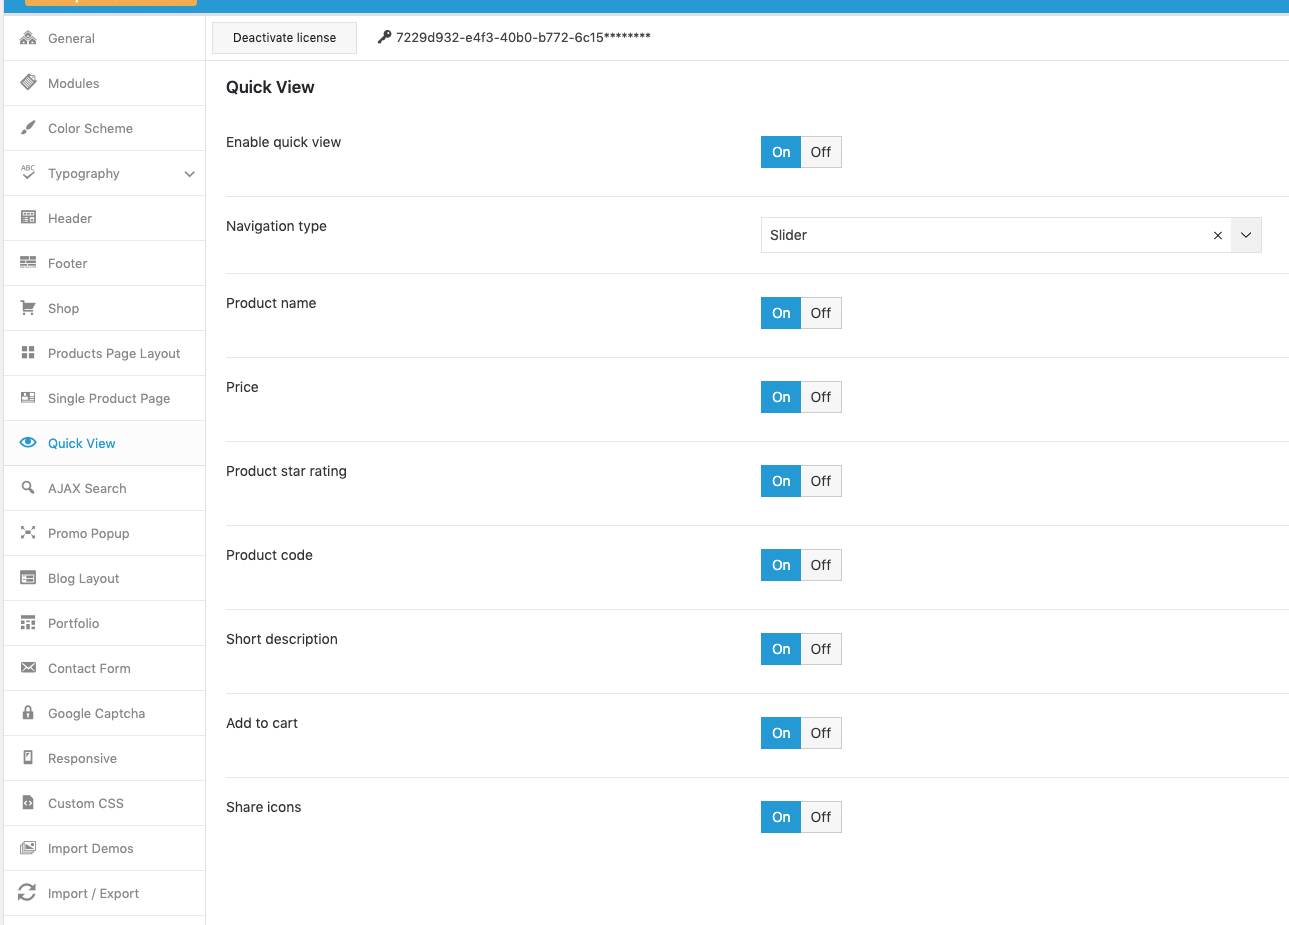 General
Modules
Color Scheme
ABC
Typography
Header
Footer
Shop
Products Page Layout
Single Product Page
Quick View
AJAX Search
Promo Popup
Blog Layout
Portfolio
Contact Form
Google Captcha
Responsive
Custom CSS
Import Demos
Import / Export
Deactivate license
7229d932-e4f3-40b0-b772-6c15********
Quick View
Enable quick view
On Off
Navigation type
Slider ×
Product name
On Off
Price
On Off
Product star rating
On Off
Product code
On Off
Short description
On Off
Add to cart
On Off
Share icons
On Off